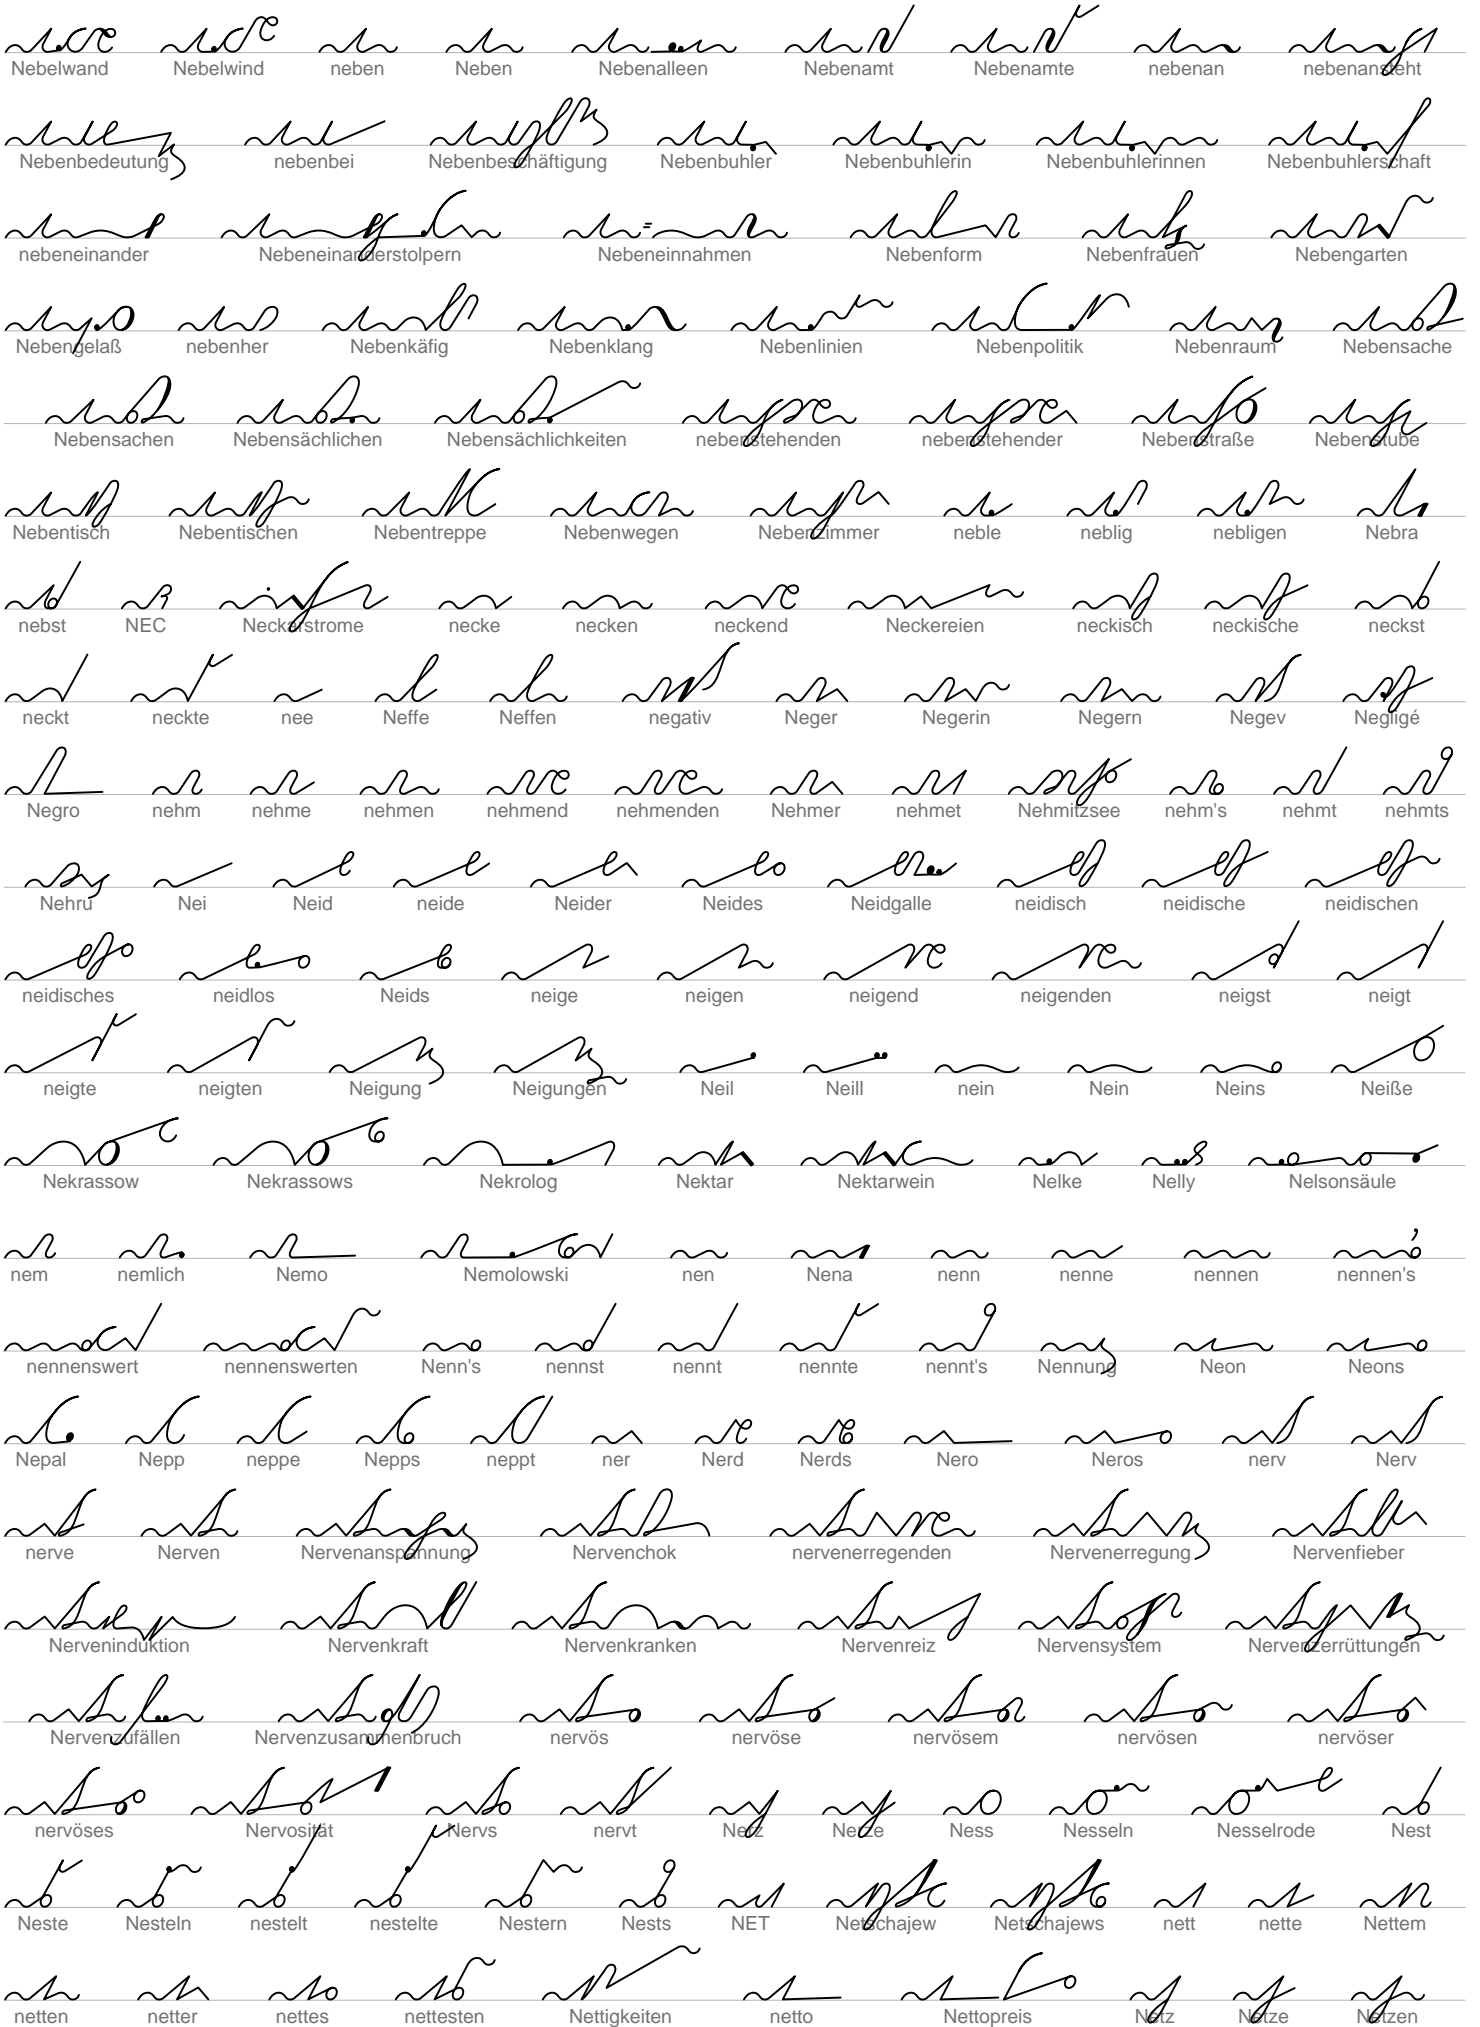 Nebelwand Nebelwind neben Neben Nebenalleen Nebenamt Nebenamte nebenan nebenansteht
Nebenbedeutung nebenbei Nebenbeschäftigung Nebenbuhler Nebenbuhlerin Nebenbuhlerinnen Nebenbuhlerschaft
nebeneinander Nebeneinanderstolpern Nebeneinnahmen Nebenform Nebenfrauen Nebengarten
Nebengelaß nebenher Nebenkäfig Nebenklang Nebenlinien Nebenpolitik Nebenraum Nebensache
Nebensachen Nebensächlichen Nebensächlichkeiten nebenstehenden nebenstehender Nebenstraße Nebenstube
Nebentisch Nebentischen Nebentreppe Nebenwegen Nebenzimmer neble neblig nebligen Nebra
nebst NEC Neckarstrome necke necken neckend Neckereien neckisch neckische neckst
neckt neckte nee Neffe Neffen negativ Neger Negerin Negern Negev Negligé
Negro nehm nehme nehmen nehmend nehmenden Nehmer nehmet Nehmitzsee nehm's nehmt nehmts
Nehru Nei Neid neide Neider Neides Neidgalle neidisch neidische neidischen
neidisches neidlos Neids neige neigen neigend neigenden neigst neigt
neigte neigten Neigung Neigungen Neil Neill nein Nein Neins Neiße
Nekrassow Nekrassows Nekrolog Nektar Nektarwein Nelke Nelly Nelsonsäule
nem nemlich Nemo Nemolowski nen Nena nenn nenne nennen nennen's
nennenswert nennenswerten Nenn's nennst nennt nennte nennt's Nennung Neon Neons
Nepal Nepp neppe Nepps neppt ner Nerd Nerds Nero Neros nerv Nerv
nerve Nerven Nervenanspannung Nervenchok nervenerregenden Nervenerregung Nervenfieber
Nerveninduktion Nervenkraft Nervenkranken Nervenreiz Nervensystem Nervenzerrüttungen
Nervenzufällen Nervenzusammenbruch nervös nervöse nervösem nervösen nervöser
nervöses Nervosität Nervs nervt Nerz Nerze Ness Nesseln Nesselrode Nest
Neste Nesteln nestelt nestelte Nestern Nests NET Netschajew Netschajews nett nette Nettem
netten netter nettes nettesten Nettigkeiten netto Nettopreis Netz Netze Netzen